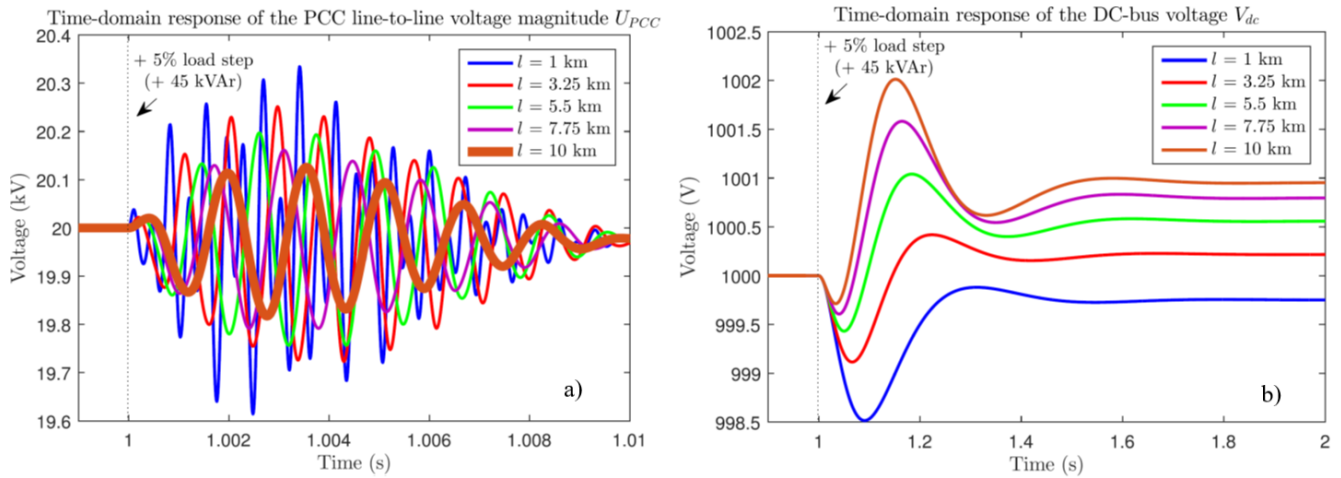 Time-domain response of the PCC line-to-line voltage magnitude U_PCC
20.4
20.3
20.2
20.1
20
19.9
19.8
19.7
19.6
Voltage (kV)
+ 5% load step
(+ 45 kVAr)
l = 1 km
l = 3.25 km
l = 5.5 km
l = 7.75 km
l = 10 km
a)
1
1.002
1.004
1.006
1.008
1.01
Time (s)
Time-domain response of the DC-bus voltage V_dc
1002.5
1002
1001.5
1001
1000.5
1000
999.5
999
998.5
Voltage (V)
+ 5% load step
(+ 45 kVAr)
l = 1 km
l = 3.25 km
l = 5.5 km
l = 7.75 km
l = 10 km
b)
1
1.2
1.4
1.6
1.8
2
Time (s)